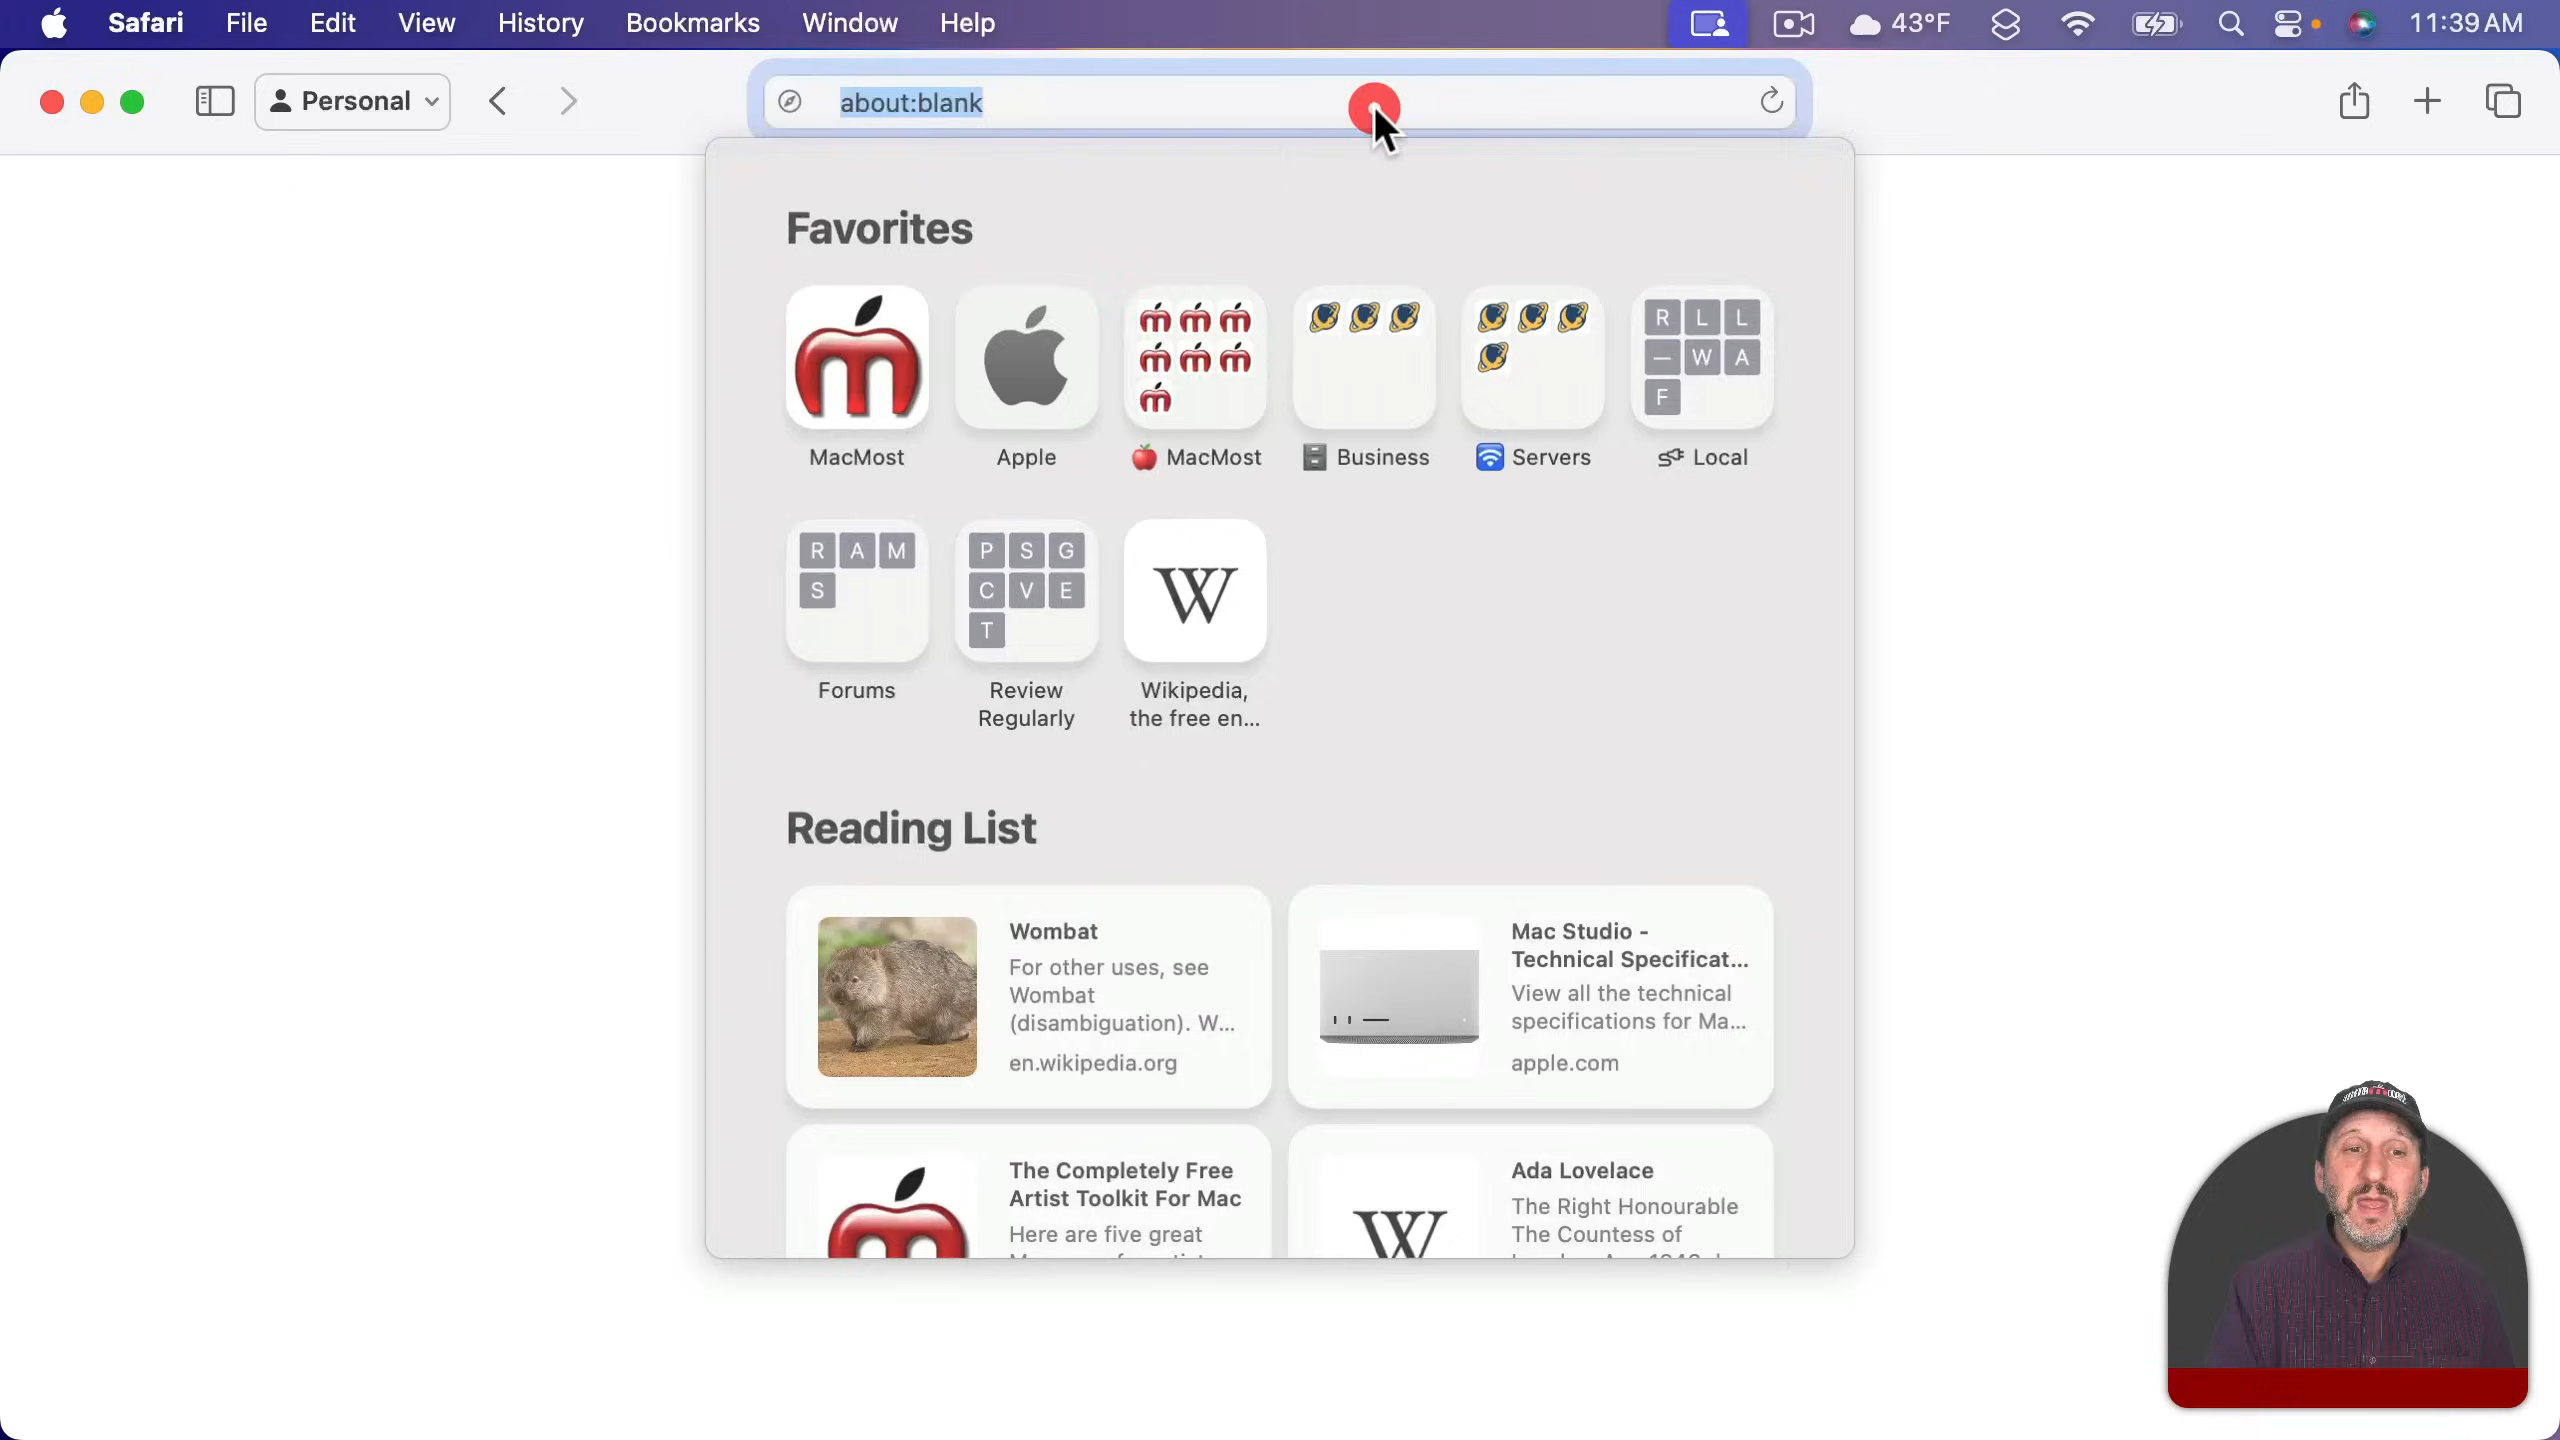 Safari File Edit View History Bookmarks Window Help 43°F 11:39 AM
Personal
about:blank
Favorites
R L L
— W A
F
MacMost Apple MacMost Business Servers Local
R A M
S
P S G
C V E
T
W
Forums
Review
Regularly
Wikipedia,
the free en...
Reading List
Wombat
For other uses, see
Wombat
(disambiguation). W...
en.wikipedia.org
Mac Studio -
Technical Specificat...
View all the technical
specifications for Ma...
apple.com
The Completely Free
Artist Toolkit For Mac
Here are five great
W
Ada Lovelace
The Right Honourable
The Countess of